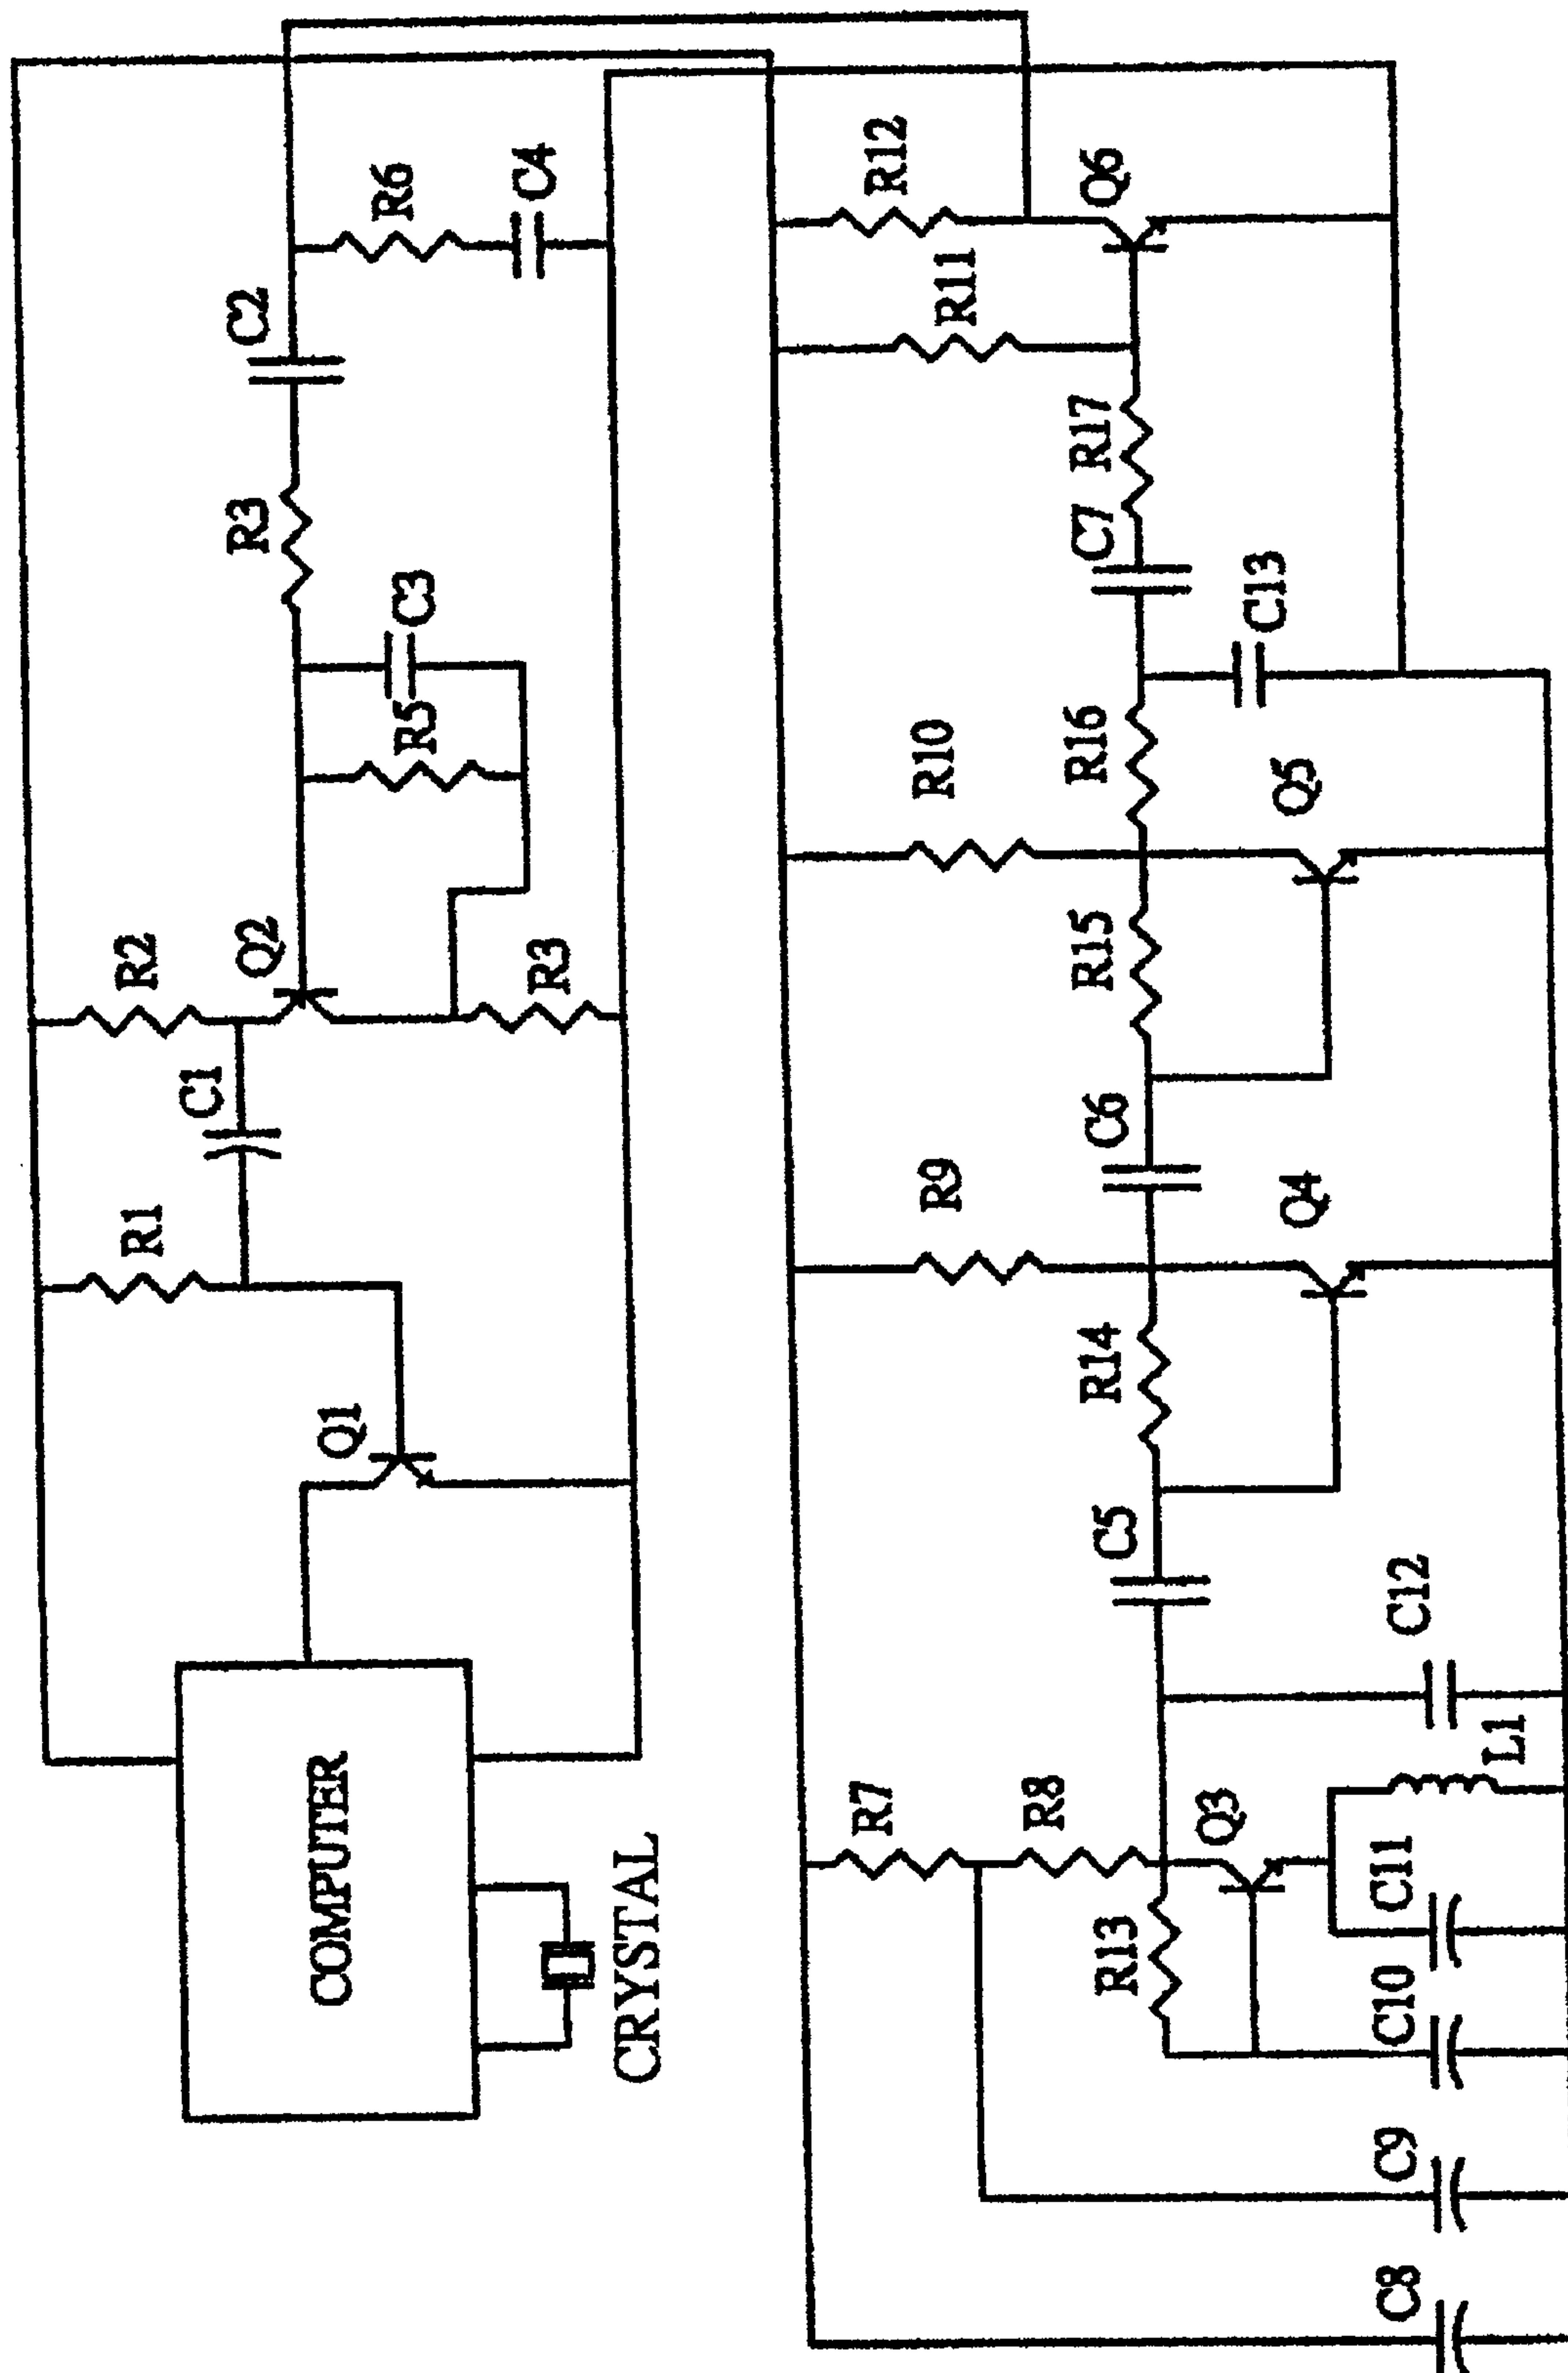 COMPUTER
CRYSTAL
Q1
R1
C1
R2
Q2
R3
R5
C3
R3
C2
R6
C4
C8
C9
C10
C11
L1
C12
R13
Q3
R7
R8
C5
R14
Q4
R9
C6
R15
Q5
R10
R16
C13
C7
R17
R11
R12
Q6